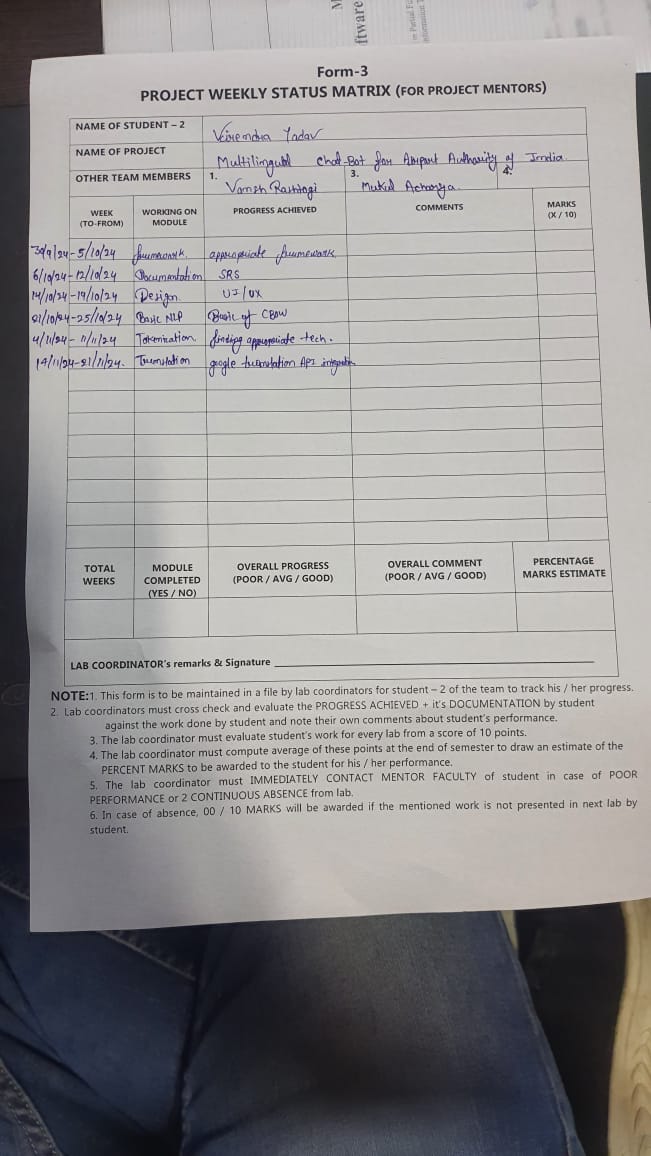 ftware
Form-3
PROJECT WEEKLY STATUS MATRIX (FOR PROJECT MENTORS)
NAME OF STUDENT – 2 Virendra Yadav
NAME OF PROJECT Multilingual Chat-Bot for Airport Authority of India.
OTHER TEAM MEMBERS 1. Vansh Rastogi 3. Mukul Acharya 4.
WEEK (TO-FROM) WORKING ON MODULE PROGRESS ACHIEVED COMMENTS MARKS (X / 10)
30/9/24-5/10/24 framework. appropriate framework.
6/10/24-12/10/24 Documentation SRS
14/10/24-19/10/24 Design. UI/UX
21/10/24-25/10/24 Basic NLP Basic of CBOW
4/11/24- 11/11/24 Tokenization. finding appropriate tech.
14/11/24-21/11/24. Translation google translation API integration
TOTAL WEEKS MODULE COMPLETED (YES / NO) OVERALL PROGRESS (POOR / AVG / GOOD) OVERALL COMMENT (POOR / AVG / GOOD) PERCENTAGE MARKS ESTIMATE
LAB COORDINATOR's remarks & Signature
NOTE:1. This form is to be maintained in a file by lab coordinators for student – 2 of the team to track his / her progress.
2. Lab coordinators must cross check and evaluate the PROGRESS ACHIEVED + it's DOCUMENTATION by student
against the work done by student and note their own comments about student's performance.
3. The lab coordinator must evaluate student's work for every lab from a score of 10 points.
4. The lab coordinator must compute average of these points at the end of semester to draw an estimate of the
PERCENT MARKS to be awarded to the student for his / her performance.
5. The lab coordinator must IMMEDIATELY CONTACT MENTOR FACULTY of student in case of POOR
PERFORMANCE or 2 CONTINUOUS ABSENCE from lab.
6. In case of absence, 00 / 10 MARKS will be awarded if the mentioned work is not presented in next lab by
student.